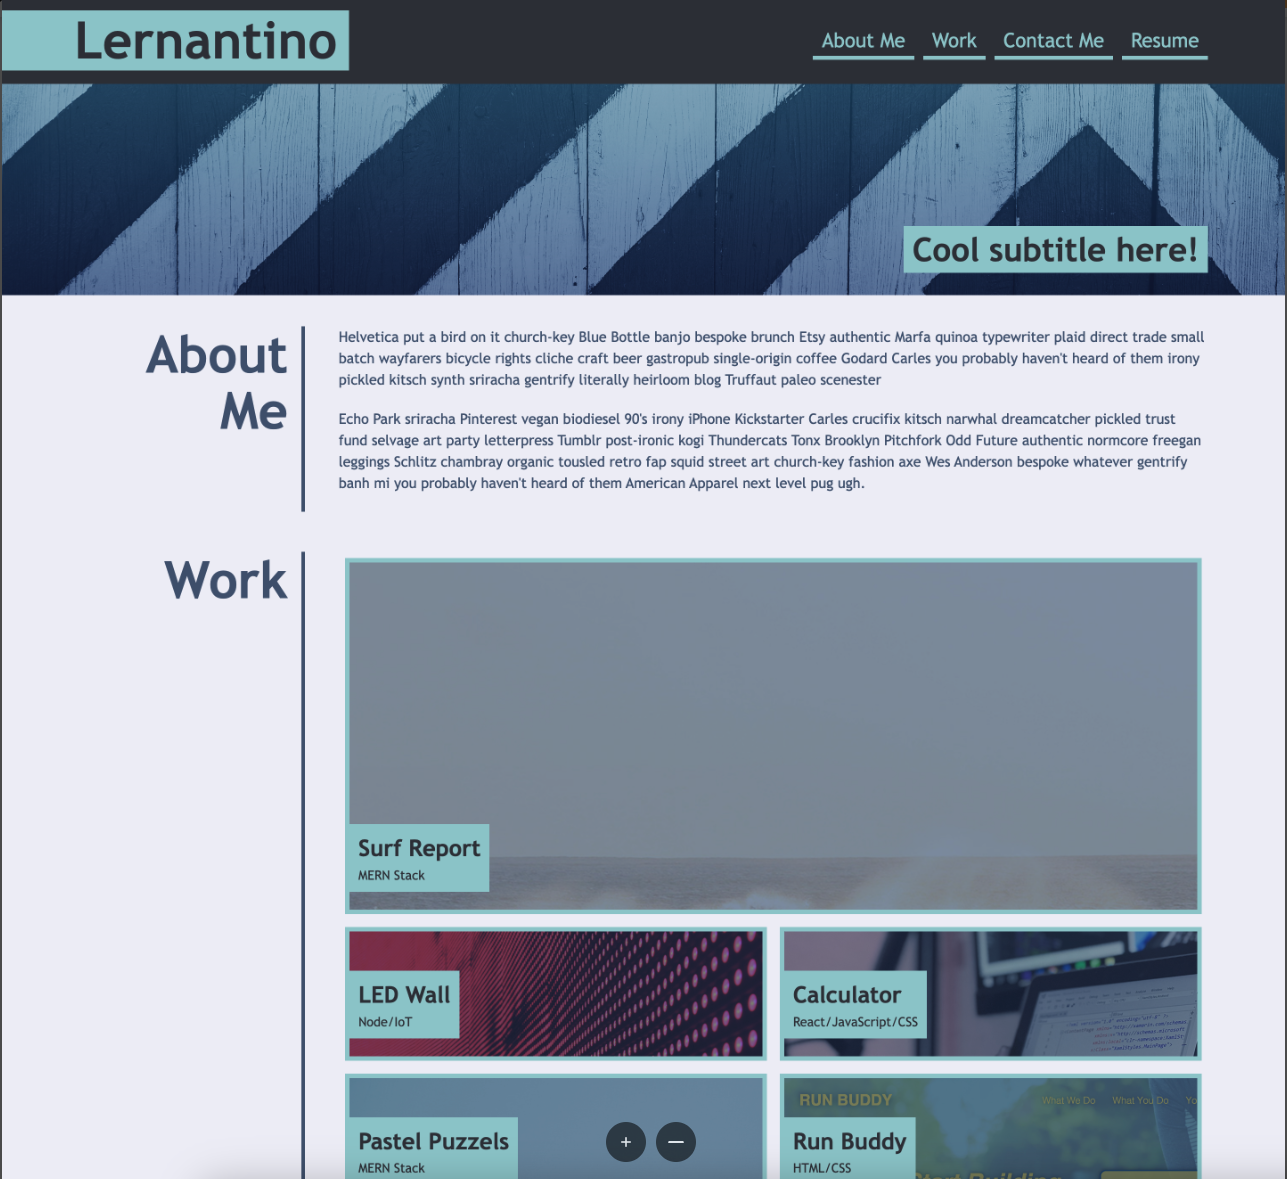 Lernantino
About Me Work Contact Me Resume
Cool subtitle here!
About
Me
Helvetica put a bird on it church-key Blue Bottle banjo bespoke brunch Etsy authentic Marfa quinoa typewriter plaid direct trade small
batch wayfarers bicycle rights cliche craft beer gastropub single-origin coffee Godard Carles you probably haven't heard of them irony
pickled kitsch synth sriracha gentrify literally heirloom blog Truffaut paleo scenester
Echo Park sriracha Pinterest vegan biodiesel 90's irony iPhone Kickstarter Carles crucifix kitsch narwhal dreamcatcher pickled trust
fund selvage art party letterpress Tumblr post-ironic kogi Thundercats Tonx Brooklyn Pitchfork Odd Future authentic normcore freegan
leggings Schlitz chambray organic tousled retro fap squid street art church-key fashion axe Wes Anderson bespoke whatever gentrify
banh mi you probably haven't heard of them American Apparel next level pug ugh.
Work
Surf Report
MERN Stack
LED Wall
Node/IoT
Calculator
React/JavaScript/CSS
Pastel Puzzels
MERN Stack
RUN BUDDY
What We Do What You Do Yo
Run Buddy
HTML/CSS
Start Building